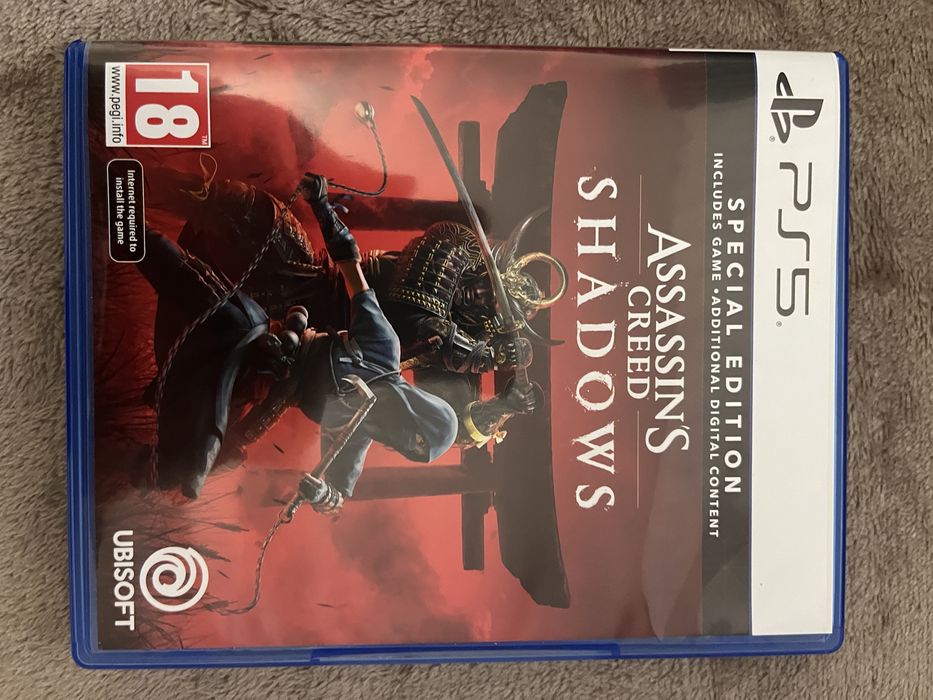 PS5
SPECIAL EDITION
INCLUDES GAME • ADDITIONAL DIGITAL CONTENT
ASSASSIN'S
CREED
SHADOWS
18
www.pegi.info
Internet required to
install the game
UBISOFT